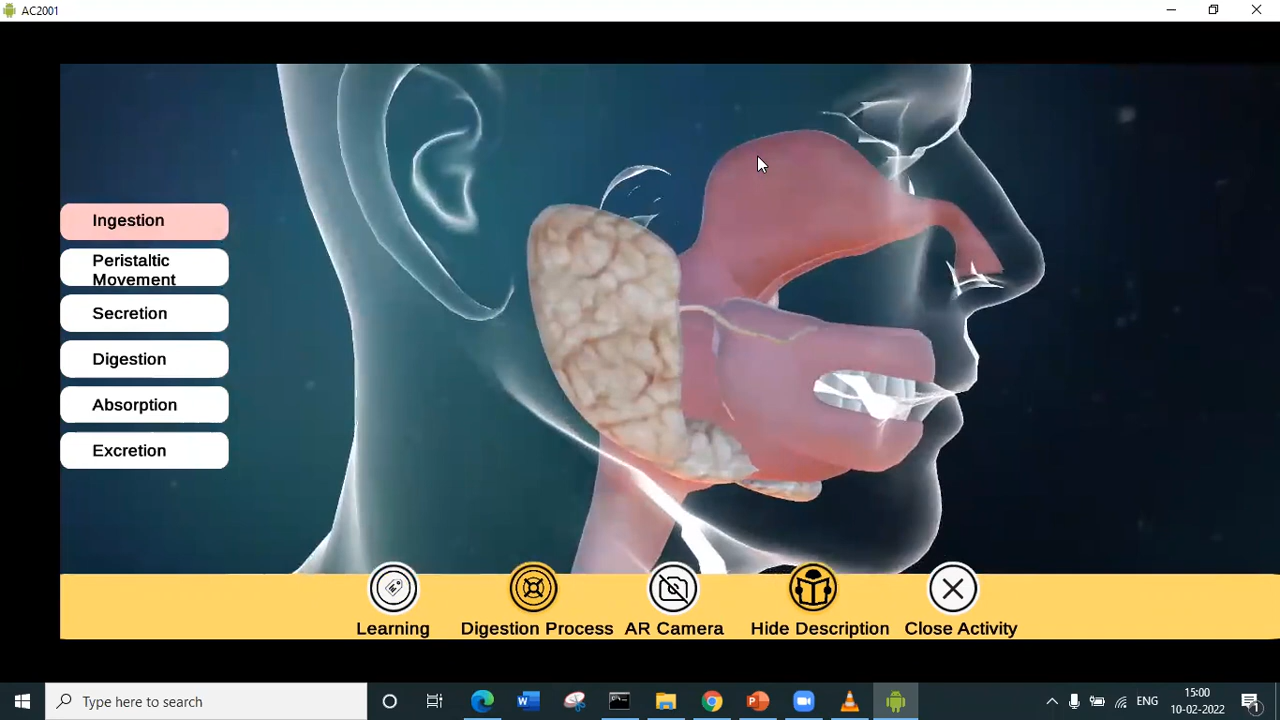 AC2001
Ingestion
Peristaltic
Movement
Secretion
Digestion
Absorption
Excretion
Learning
Digestion Process
AR Camera
Hide Description
Close Activity
Type here to search
ENG
15:00
10-02-2022
1